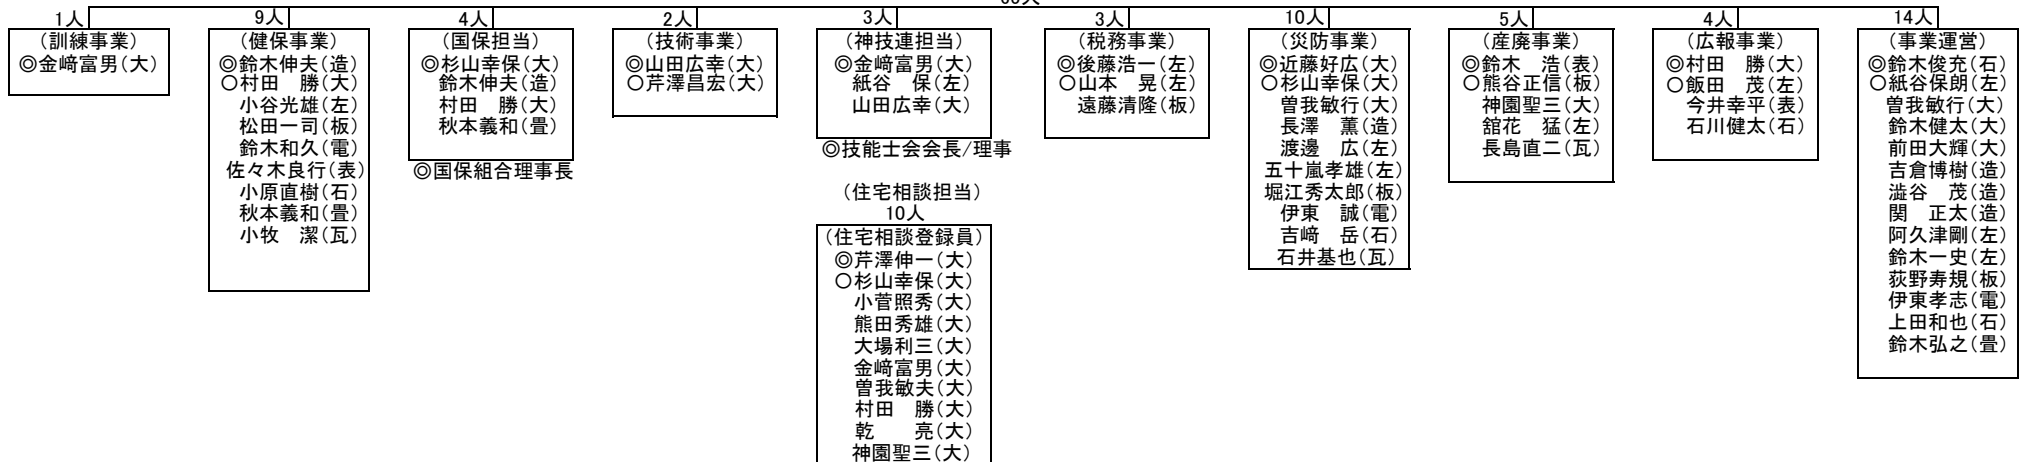 1人
(訓練事業)
◎金﨑富男(大)
9人
(健保事業)
◎鈴木伸夫(造)
○村田　勝(大)
小谷光雄(左)
松田一司(板)
鈴木和久(電)
佐々木良行(表)
小原直樹(石)
秋本義和(畳)
小牧　潔(瓦)
4人
(国保担当)
◎杉山幸保(大)
鈴木伸夫(造)
村田　勝(大)
秋本義和(畳)
◎国保組合理事長
2人
(技術事業)
◎山田広幸(大)
○芹澤昌宏(大)
3人
(神技連担当)
◎金﨑富男(大)
紙谷　保(左)
山田広幸(大)
◎技能士会会長/理事
(住宅相談担当)
10人
(住宅相談登録員)
◎芹澤伸一(大)
○杉山幸保(大)
小菅照秀(大)
熊田秀雄(大)
大場利三(大)
金﨑富男(大)
曽我敏夫(大)
村田　勝(大)
乾　　亮(大)
神園聖三(大)
3人
(税務事業)
◎後藤浩一(左)
○山本　晃(左)
遠藤清隆(板)
10人
(災防事業)
◎近藤好広(大)
○杉山幸保(大)
曽我敏行(大)
長澤　薫(造)
渡邊　広(左)
五十嵐孝雄(左)
堀江秀太郎(板)
伊東　誠(電)
吉﨑　岳(石)
石井基也(瓦)
5人
(産廃事業)
◎鈴木　浩(表)
○熊谷正信(板)
神園聖三(大)
舘花　猛(左)
長島直二(瓦)
4人
(広報事業)
◎村田　勝(大)
○飯田　茂(左)
今井幸平(表)
石川健太(石)
14人
(事業運営)
◎鈴木俊充(石)
○紙谷保朗(左)
曽我敏行(大)
鈴木健太(大)
前田大輝(大)
吉倉博樹(造)
澁谷　茂(造)
関　正太(造)
阿久津剛(左)
鈴木一史(左)
荻野寿規(板)
伊東孝志(電)
上田和也(石)
鈴木弘之(畳)